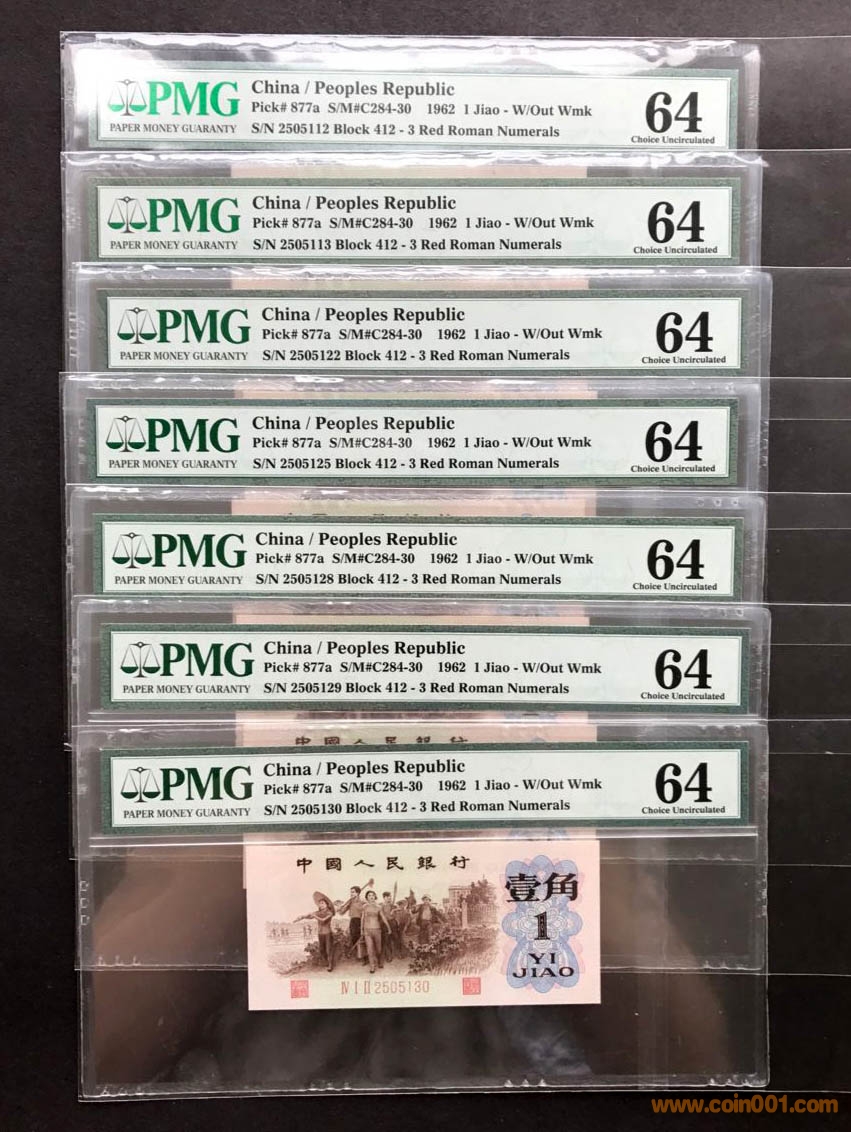 PMG
PAPER MONEY GUARANTY
China / Peoples Republic
Pick# 877a S/M#C284-30 1962 1 Jiao - W/Out Wmk
S/N 2505112 Block 412 - 3 Red Roman Numerals
64
Choice Uncirculated
PMG
PAPER MONEY GUARANTY
China / Peoples Republic
Pick# 877a S/M#C284-30 1962 1 Jiao - W/Out Wmk
S/N 2505113 Block 412 - 3 Red Roman Numerals
64
Choice Uncirculated
PMG
PAPER MONEY GUARANTY
China / Peoples Republic
Pick# 877a S/M#C284-30 1962 1 Jiao - W/Out Wmk
S/N 2505122 Block 412 - 3 Red Roman Numerals
64
Choice Uncirculated
PMG
PAPER MONEY GUARANTY
China / Peoples Republic
Pick# 877a S/M#C284-30 1962 1 Jiao - W/Out Wmk
S/N 2505125 Block 412 - 3 Red Roman Numerals
64
Choice Uncirculated
PMG
PAPER MONEY GUARANTY
China / Peoples Republic
Pick# 877a S/M#C284-30 1962 1 Jiao - W/Out Wmk
S/N 2505128 Block 412 - 3 Red Roman Numerals
64
Choice Uncirculated
PMG
PAPER MONEY GUARANTY
China / Peoples Republic
Pick# 877a S/M#C284-30 1962 1 Jiao - W/Out Wmk
S/N 2505129 Block 412 - 3 Red Roman Numerals
64
Choice Uncirculated
中國人民銀行
PMG
PAPER MONEY GUARANTY
China / Peoples Republic
Pick# 877a S/M#C284-30 1962 1 Jiao - W/Out Wmk
S/N 2505130 Block 412 - 3 Red Roman Numerals
64
Choice Uncirculated
中國人民銀行
壹角
1
YI
JIAO
Ⅳ Ⅰ Ⅱ 2505130
www.coin001.com